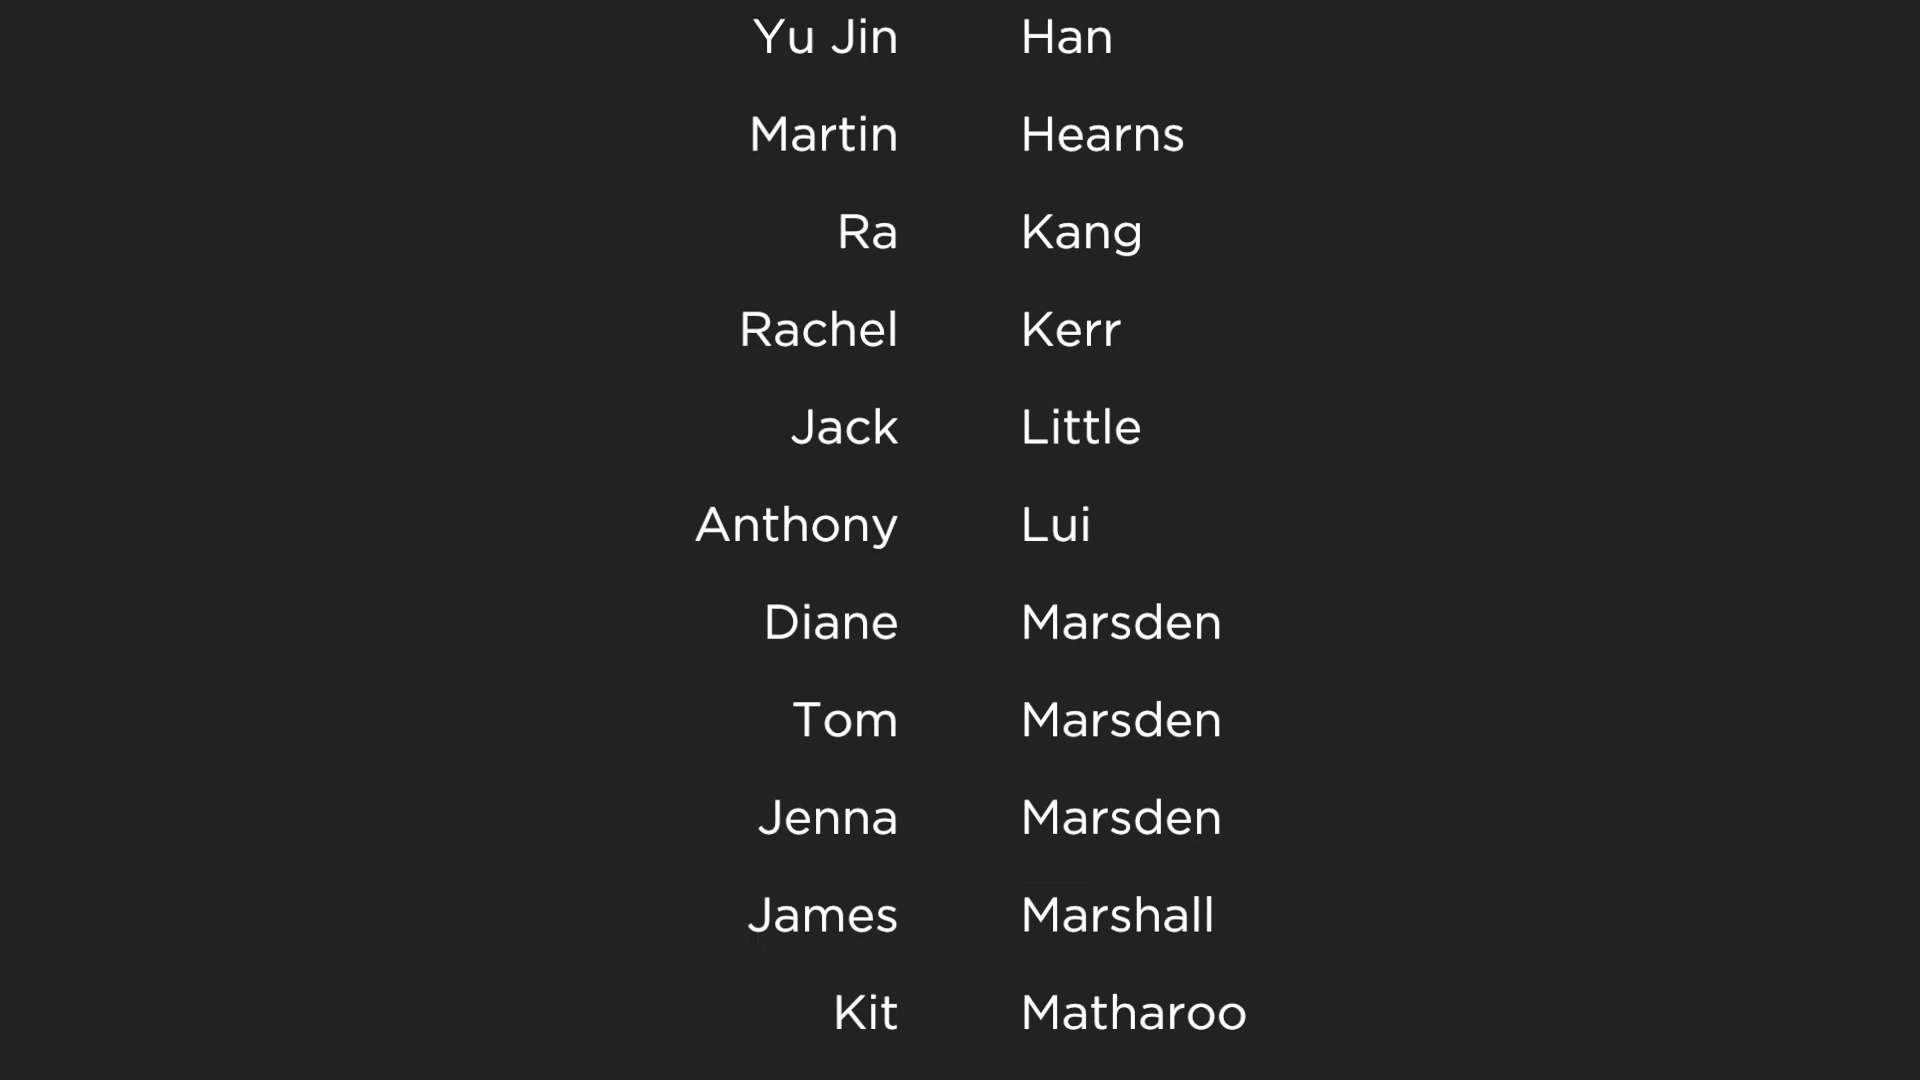 Yu Jin Han
Martin Hearns
Ra Kang
Rachel Kerr
Jack Little
Anthony Lui
Diane Marsden
Tom Marsden
Jenna Marsden
James Marshall
Kit Matharoo